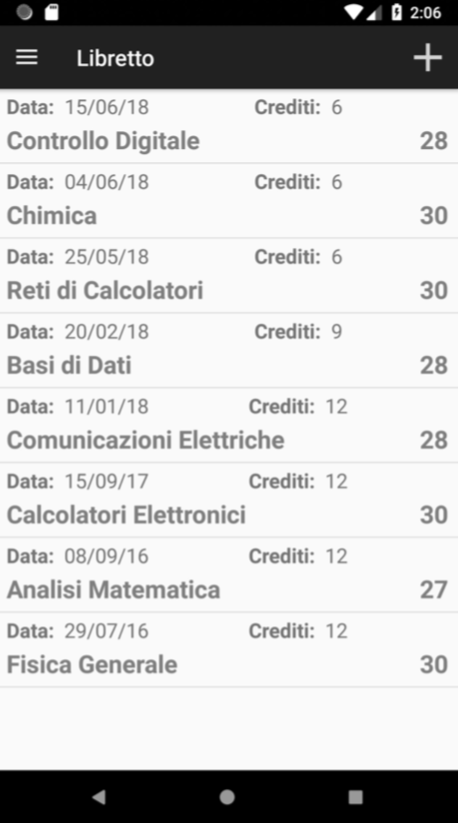 2:06
Libretto
Data: 15/06/18 Crediti: 6
Controllo Digitale 28
Data: 04/06/18 Crediti: 6
Chimica 30
Data: 25/05/18 Crediti: 6
Reti di Calcolatori 30
Data: 20/02/18 Crediti: 9
Basi di Dati 28
Data: 11/01/18 Crediti: 12
Comunicazioni Elettriche 28
Data: 15/09/17 Crediti: 12
Calcolatori Elettronici 30
Data: 08/09/16 Crediti: 12
Analisi Matematica 27
Data: 29/07/16 Crediti: 12
Fisica Generale 30